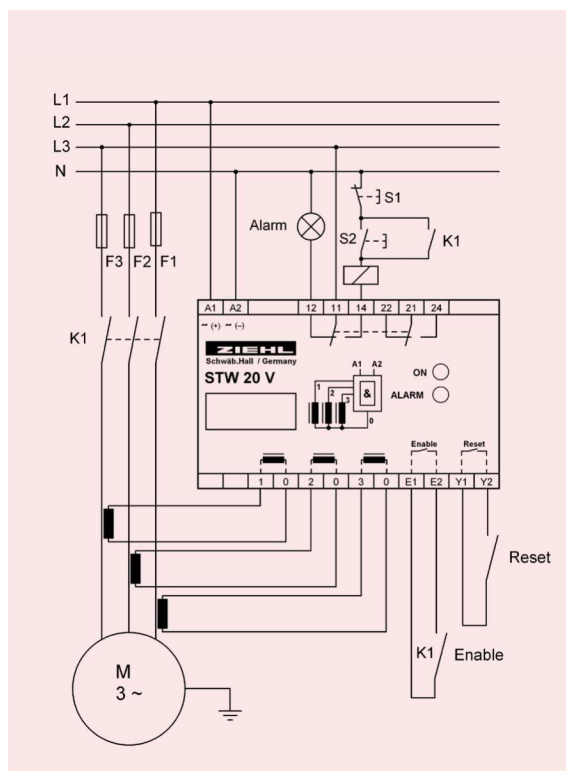 L1
L2
L3
N
S1
Alarm
S2
K1
F3 F2 F1
A1 A2 12 11 14 22 21 24
~ (+) ~ (–)
K1
ZIEHL
Schwäb.Hall / Germany
STW 20 V
A1 A2
1
2
3
&
0
ON
ALARM
Enable
Reset
1 0 2 0 3 0 E1 E2 Y1 Y2
Reset
K1 Enable
M
3 ~